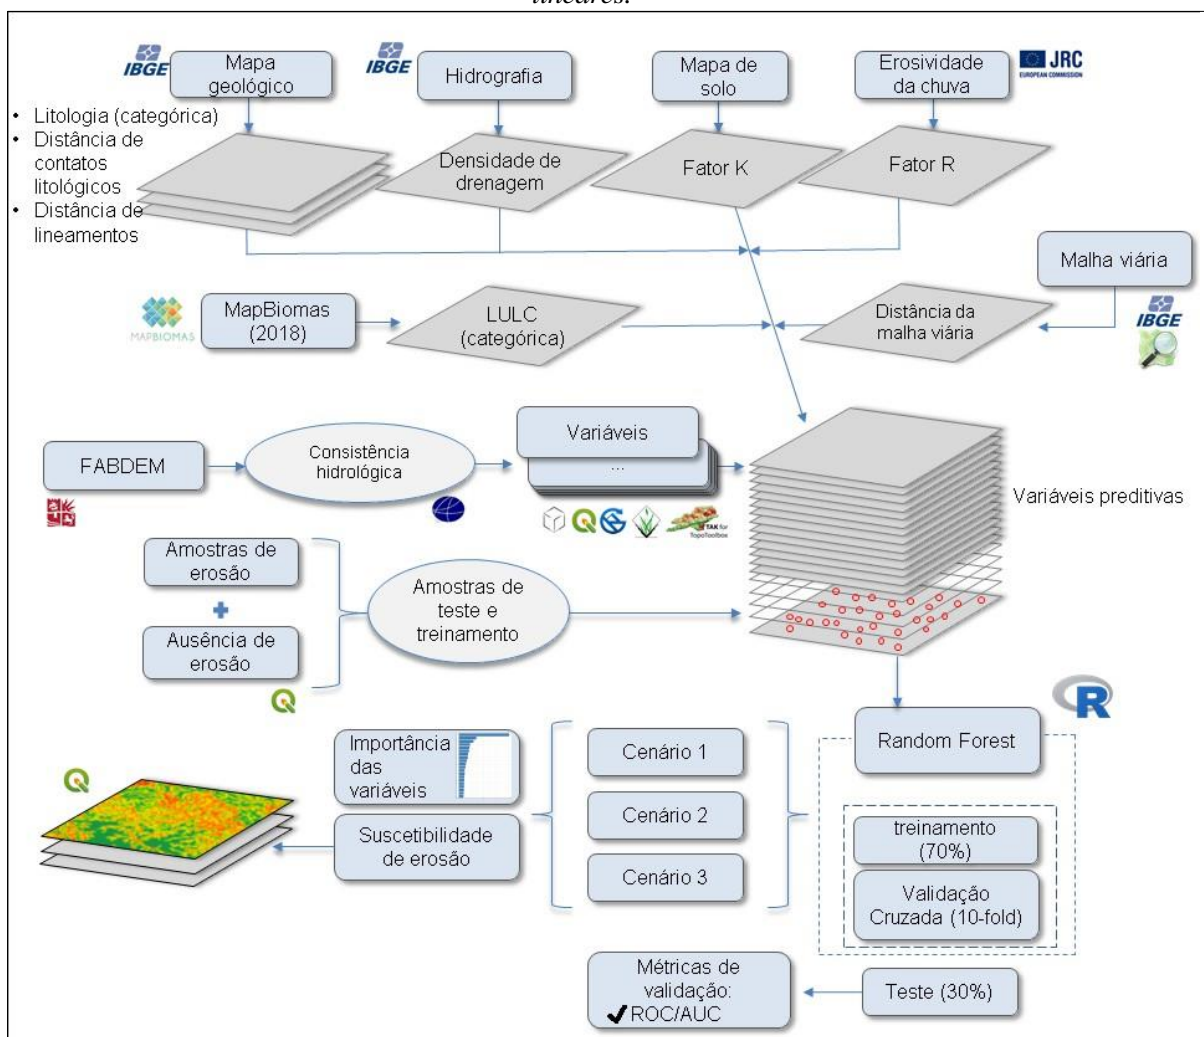 lineares.
IBGE
Mapa
geológico
IBGE
Hidrografia
Mapa de
solo
Erosividade
da chuva
JRC
EUROPEAN COMMISSION
• Litologia (categórica)
• Distância de
contatos
litológicos
• Distância de
lineamentos
Densidade de
drenagem
Fator K
Fator R
Malha viária
MAPBIOMAS
MapBiomas
(2018)
LULC
(categórica)
Distância da
malha viária
IBGE
FABDEM
Consistência
hidrológica
Variáveis
...
TAK for
TopoToolbox
Variáveis preditivas
Amostras de
erosão
Ausência de
erosão
Amostras de
teste e
treinamento
Q
R
Random Forest
treinamento
(70%)
Validação
Cruzada (10-fold)
Cenário 1
Cenário 2
Cenário 3
Importância
das
variáveis
Suscetibilidade
de erosão
Q
Métricas de
validação:
✓ROC/AUC
Teste (30%)